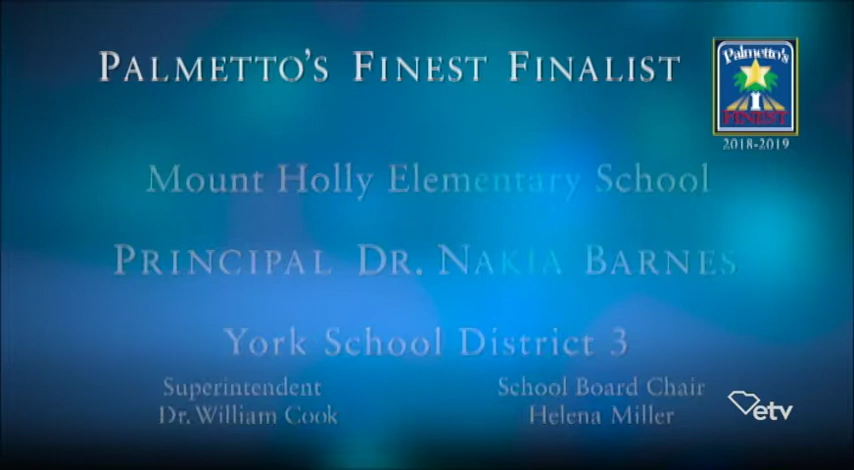 PALMETTO'S FINEST FINALIST
Palmetto's
FINEST
2018-2019
Mount Holly Elementary School
PRINCIPAL DR. NAKIA BARNES
York School District 3
Superintendent
Dr. William Cook
School Board Chair
Helena Miller
etv